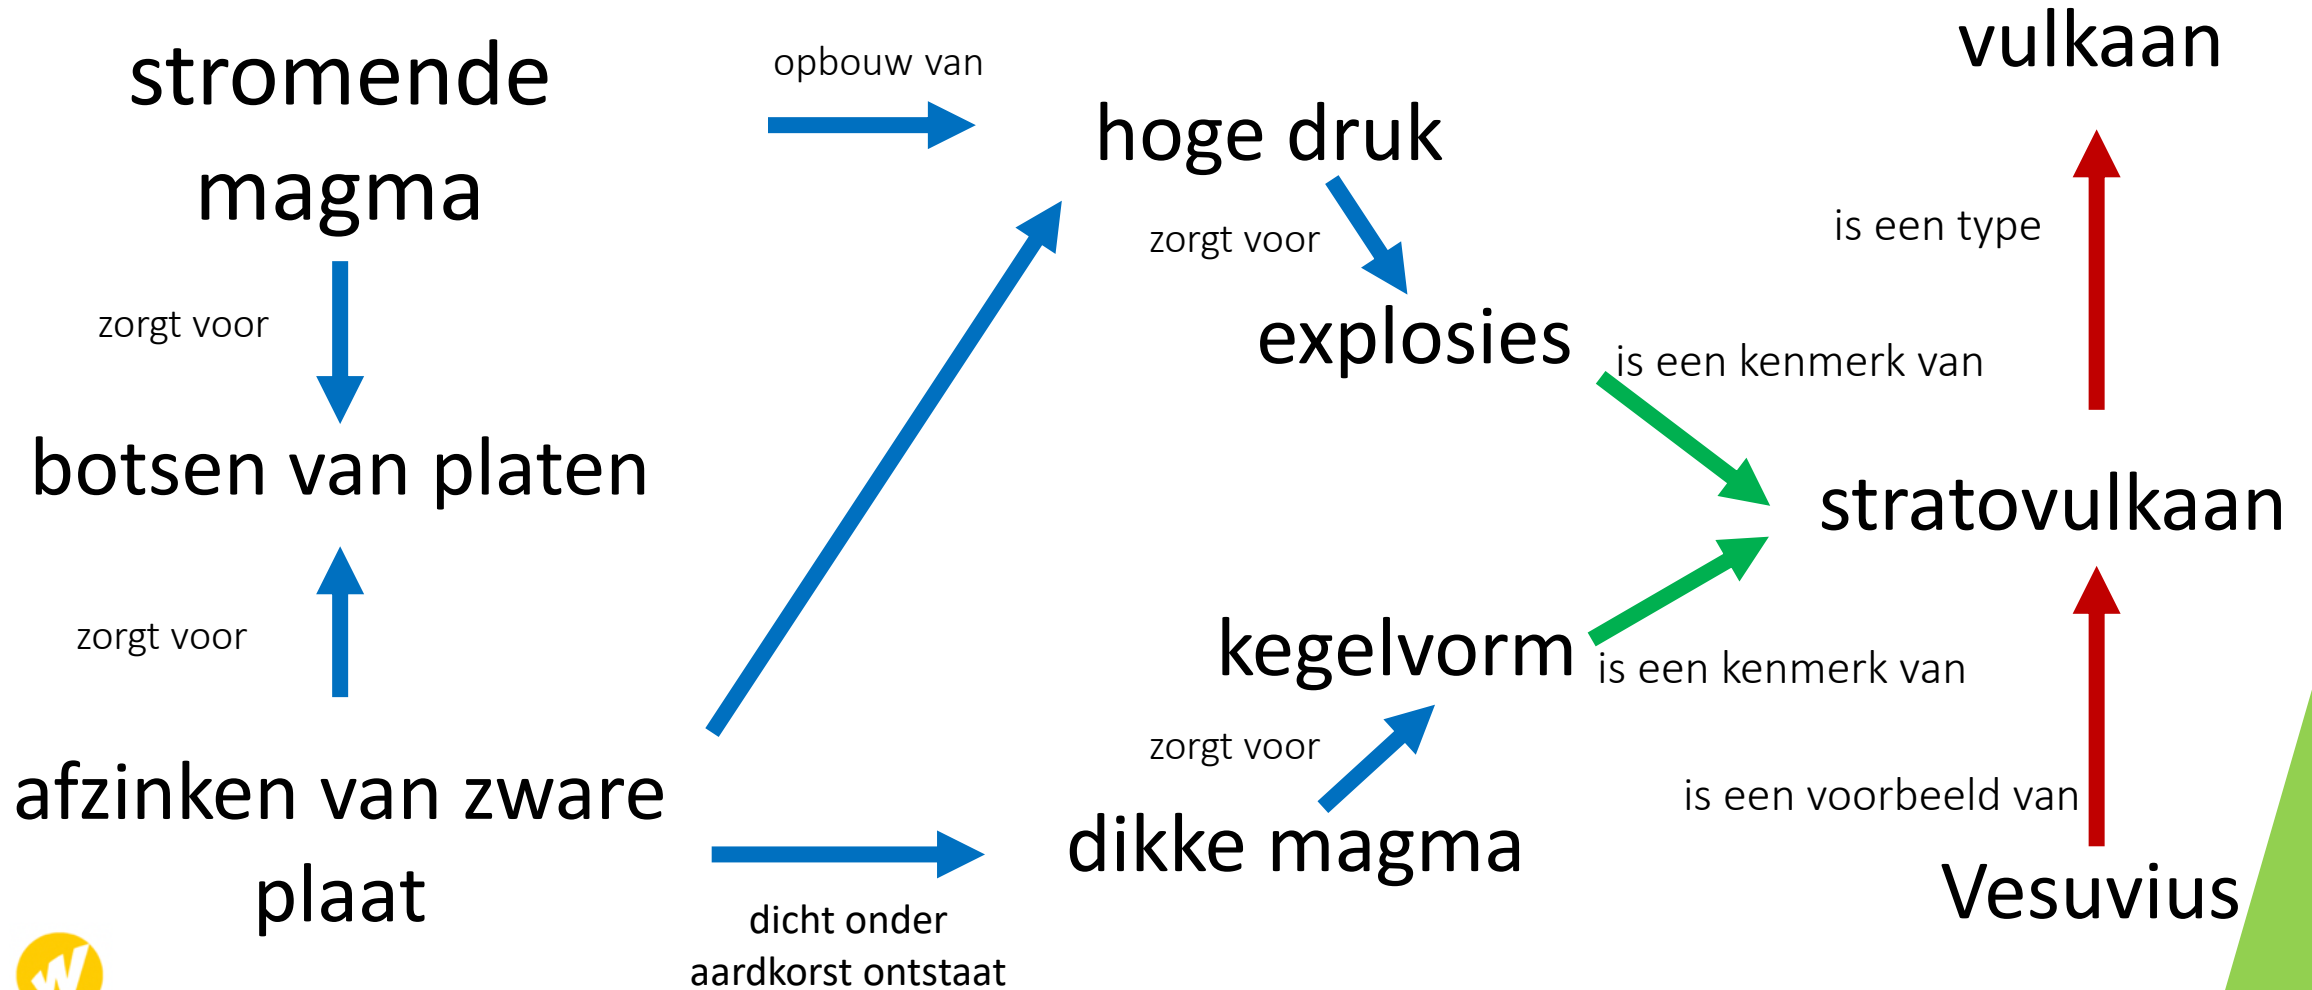 stromende
magma
opbouw van
hoge druk
vulkaan
zorgt voor
zorgt voor
is een type
explosies
is een kenmerk van
botsen van platen
stratovulkaan
zorgt voor
kegelvorm
is een kenmerk van
zorgt voor
afzinken van zware
plaat
dikke magma
is een voorbeeld van
Vesuvius
dicht onder
aardkorst ontstaat